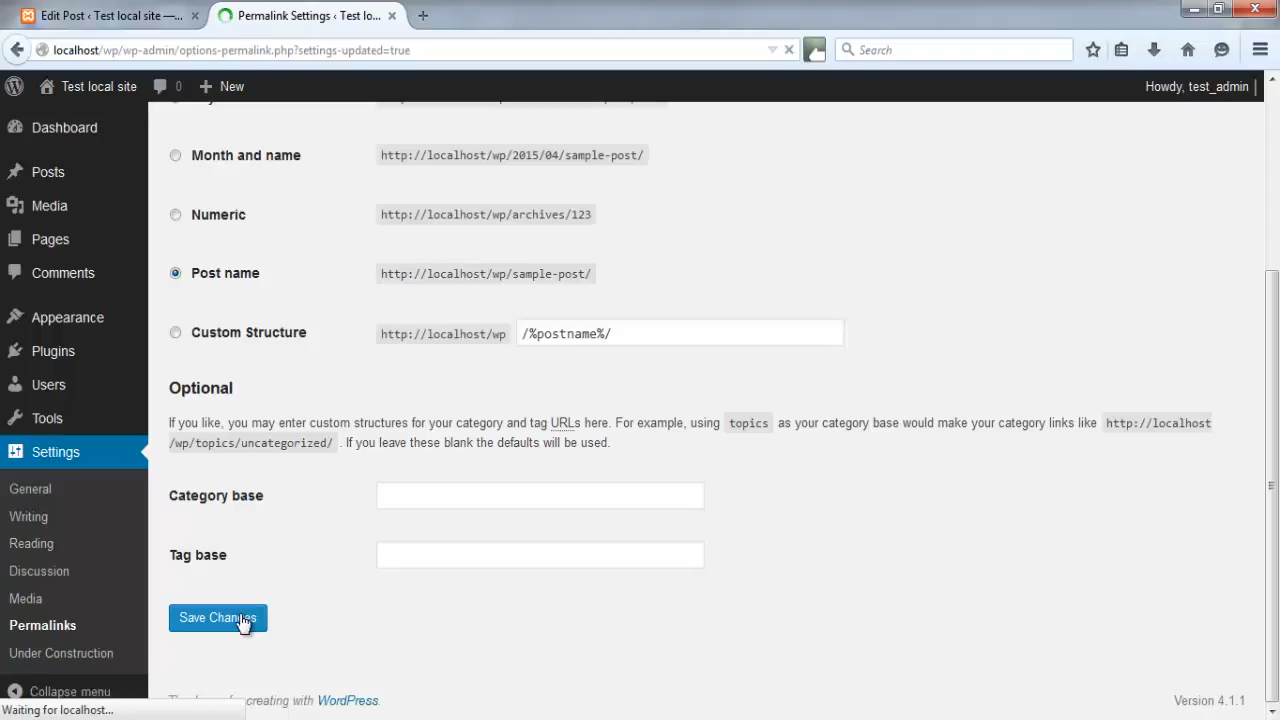 Edit Post ‹ Test local site —... ×
Permalink Settings ‹ Test lo... ×
localhost/wp/wp-admin/options-permalink.php?settings-updated=true
Search
Test local site 0 New
Howdy, test_admin
Dashboard
Posts
Media
Pages
Comments
Appearance
Plugins
Users
Tools
Settings
General
Writing
Reading
Discussion
Media
Permalinks
Under Construction
Collapse menu
Waiting for localhost...
Month and name http://localhost/wp/2015/04/sample-post/
Numeric http://localhost/wp/archives/123
Post name http://localhost/wp/sample-post/
Custom Structure http://localhost/wp /%postname%/
Optional
If you like, you may enter custom structures for your category and tag URLs here. For example, using topics as your category base would make your category links like http://localhost
/wp/topics/uncategorized/ . If you leave these blank the defaults will be used.
Category base
Tag base
Save Changes
creating with WordPress.
Version 4.1.1